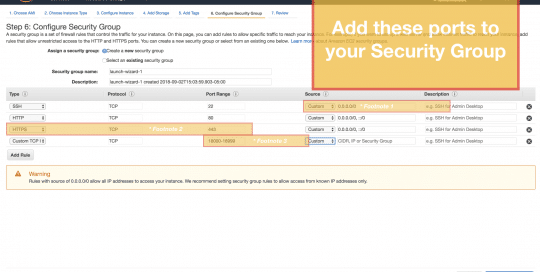 1. Choose AMI 2. Choose Instance Type 3. Configure Instance 4. Add Storage 5. Add Tags 6. Configure Security Group 7. Review
Add these ports to
your Security Group
Step 6: Configure Security Group
A security group is a set of firewall rules that control the traffic for your instance. On this page, you can add rules to allow specific traffic to reach your
rules that allow unrestricted access to the HTTP and HTTPS ports. You can create a new security group or select from an existing one below. Learn more
Assign a security group: Create a new security group
Select an existing security group
Security group name: launch-wizard-1
Description: launch-wizard-1 created 2018-09-02T15:03:59.803-05:00
Type Protocol Port Range Source Description
SSH TCP 22 Custom 0.0.0.0/0 * Footnote 1 e.g. SSH for Admin Desktop
HTTP TCP 80 Custom 0.0.0.0/0, ::/0 e.g. SSH for Admin Desktop
HTTPS TCP * Footnote 2 443 Custom 0.0.0.0/0, ::/0 e.g. SSH for Admin Desktop
Custom TCP TCP * Footnote 3 Custom CIDR, IP or Security Group e.g. SSH for Admin Desktop
Add Rule
Warning
Rules with source of 0.0.0.0/0 allow all IP addresses to access your instance. We recommend setting security group rules to allow access from known IP addresses only.